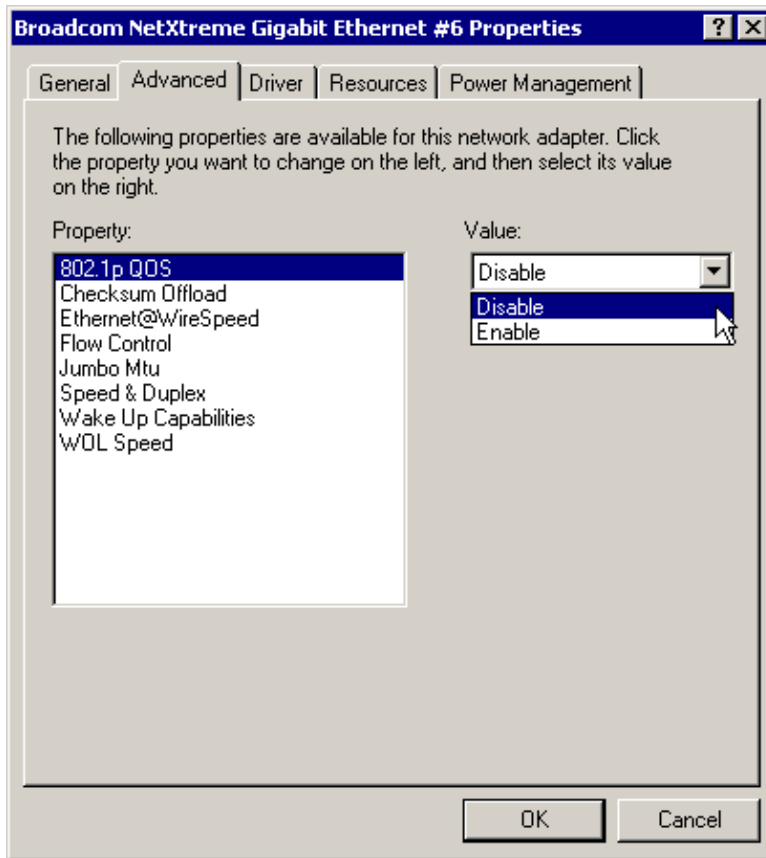 Broadcom NetXtreme Gigabit Ethernet #6 Properties
General Advanced Driver Resources Power Management
The following properties are available for this network adapter. Click
the property you want to change on the left, and then select its value
on the right.
Property:
802.1p QOS
Checksum Offload
Ethernet@WireSpeed
Flow Control
Jumbo Mtu
Speed & Duplex
Wake Up Capabilities
WOL Speed
Value:
Disable
Disable
Enable
OK Cancel